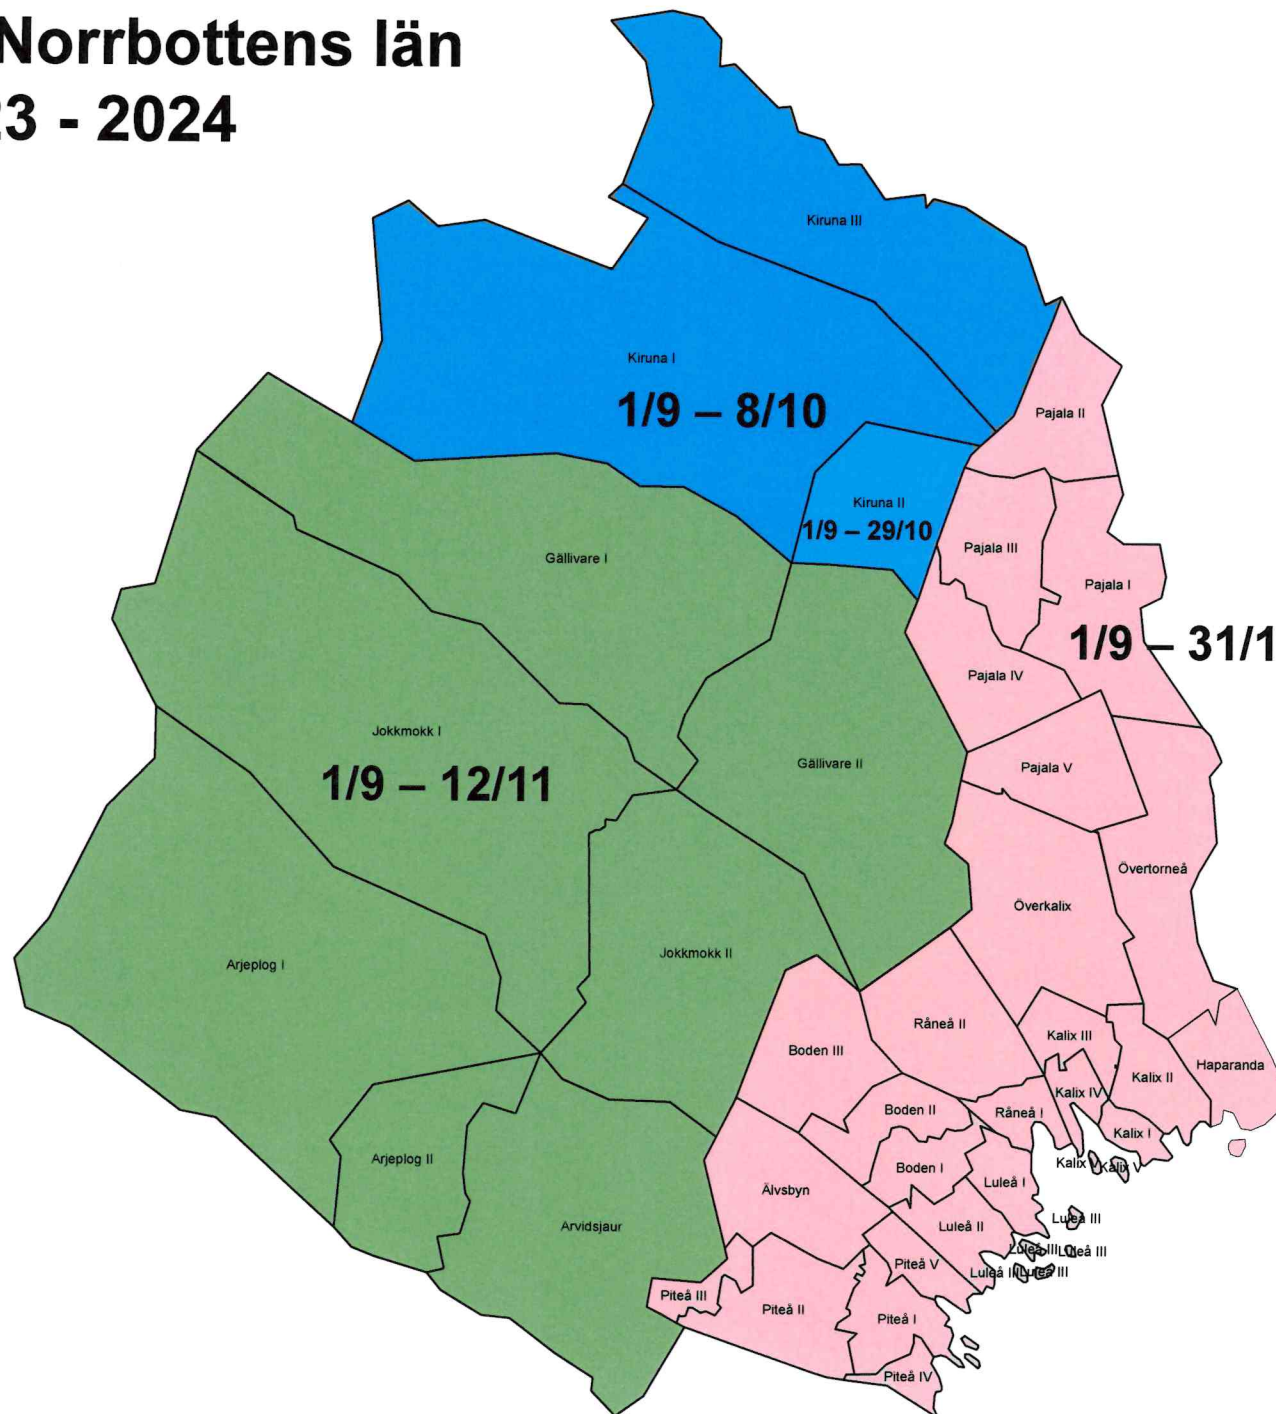 Norrbottens län
23 - 2024
Kiruna III
Kiruna I
1/9 – 8/10
Pajala II
Kiruna II
1/9 – 29/10
Pajala III
Gällivare I
Pajala I
1/9 – 31/1
Pajala IV
Jokkmokk I
Gällivare II
Pajala V
1/9 – 12/11
Övertorneå
Överkalix
Jokkmokk II
Arjeplog I
Råneå II
Kalix III
Boden III
Haparanda
Kalix II
Kalix IV
Boden II
Råneå I
Kalix I
Arjeplog II
Kalix V
Kalix V
Boden I
Luleå I
Älvsbyn
Luleå III
Arvidsjaur
Luleå II
Luleå III
Luleå III
Piteå V
Luleå III
Luleå III
Piteå III
Piteå II
Piteå I
Piteå IV